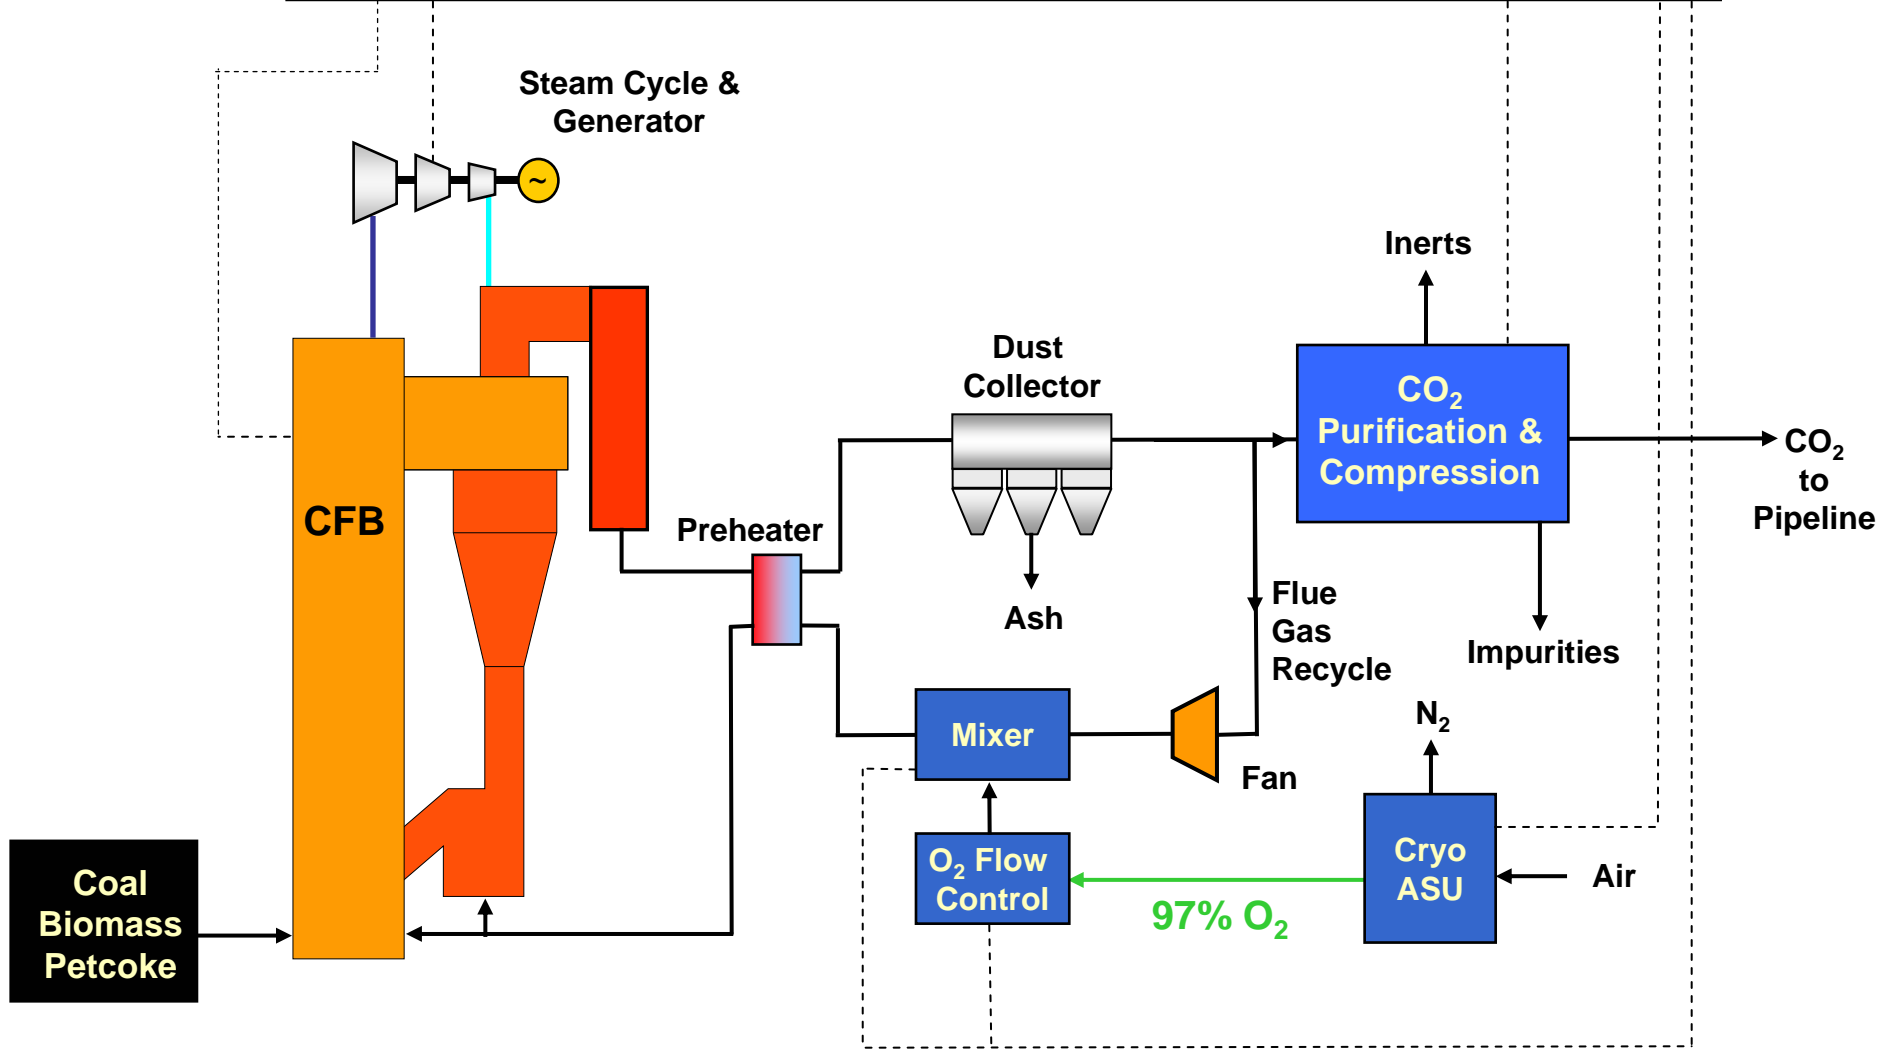 Steam Cycle &
Generator
~
Inerts
Dust
Collector
CO2
Purification &
Compression
CO2
to
Pipeline
CFB
Preheater
Ash
Flue
Gas
Recycle
Impurities
Mixer
N2
Fan
O2 Flow
Control
Cryo
ASU
Air
97% O2
Coal
Biomass
Petcoke